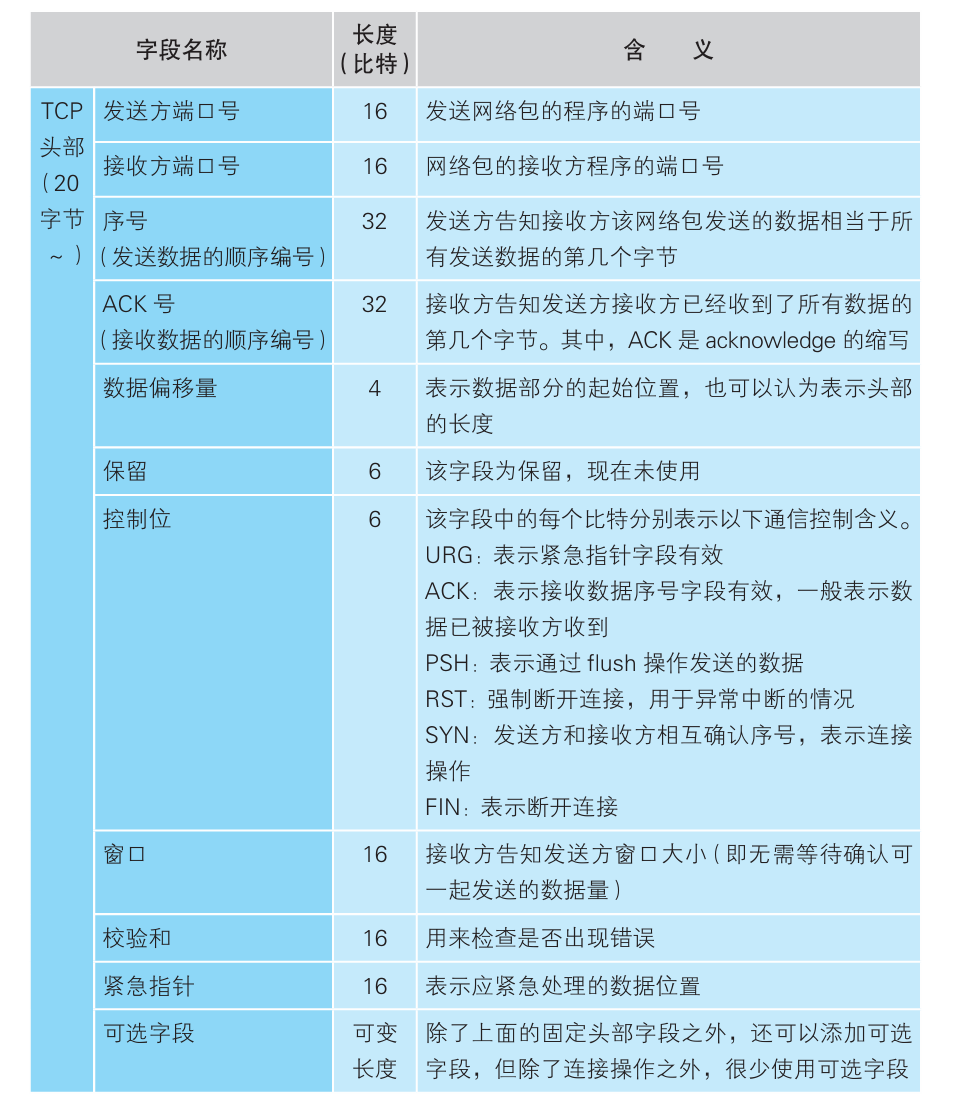 字段名称
长度
（比特）
含 义
TCP
头部
（20
字节
～）
发送方端口号
16
发送网络包的程序的端口号
接收方端口号
16
网络包的接收方程序的端口号
序号
（发送数据的顺序编号）
32
发送方告知接收方该网络包发送的数据相当于所
有发送数据的第几个字节
ACK 号
（接收数据的顺序编号）
32
接收方告知发送方接收方已经收到了所有数据的
第几个字节。其中，ACK 是 acknowledge 的缩写
数据偏移量
4
表示数据部分的起始位置，也可以认为表示头部
的长度
保留
6
该字段为保留，现在未使用
控制位
6
该字段中的每个比特分别表示以下通信控制含义。
URG：表示紧急指针字段有效
ACK：表示接收数据序号字段有效，一般表示数
据已被接收方收到
PSH：表示通过 flush 操作发送的数据
RST：强制断开连接，用于异常中断的情况
SYN：发送方和接收方相互确认序号，表示连接
操作
FIN：表示断开连接
窗口
16
接收方告知发送方窗口大小（即无需等待确认可
一起发送的数据量）
校验和
16
用来检查是否出现错误
紧急指针
16
表示应紧急处理的数据位置
可选字段
可变
长度
除了上面的固定头部字段之外，还可以添加可选
字段，但除了连接操作之外，很少使用可选字段